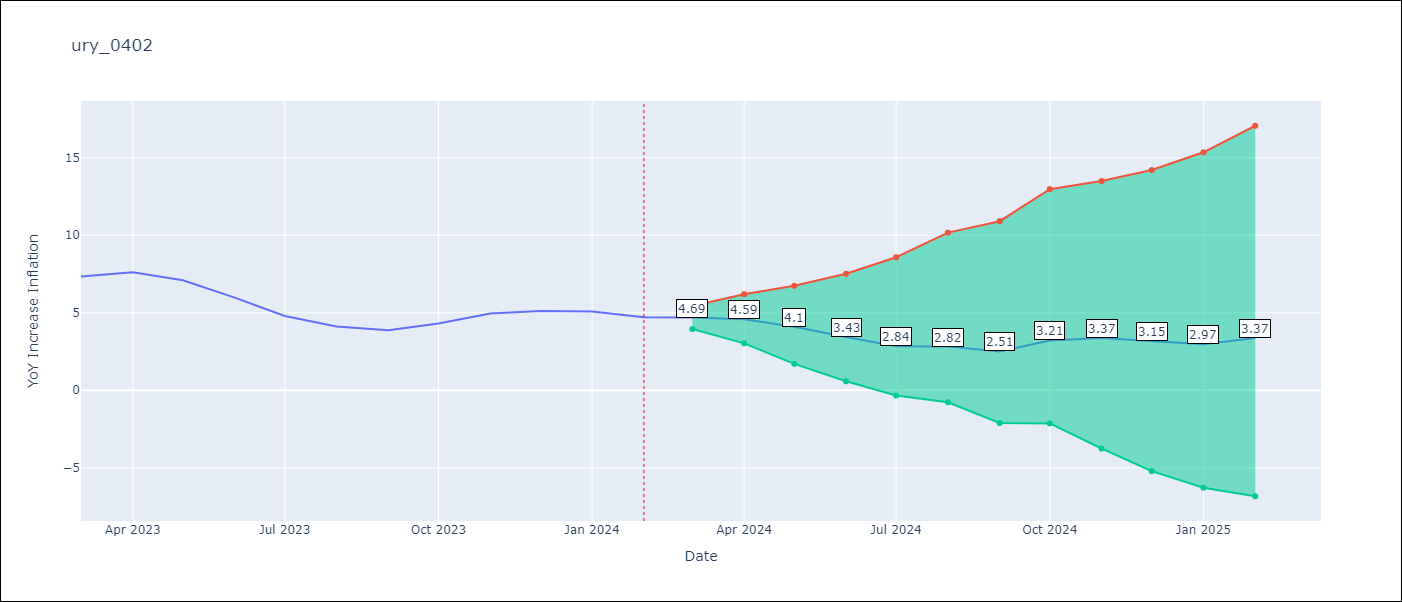 ury_0402
YoY Increase Inflation
15
10
5
0
−5
4.69
4.59
4.1
3.43
2.84
2.82
2.51
3.21
3.37
3.15
2.97
3.37
Apr 2023
Jul 2023
Oct 2023
Jan 2024
Apr 2024
Jul 2024
Oct 2024
Jan 2025
Date